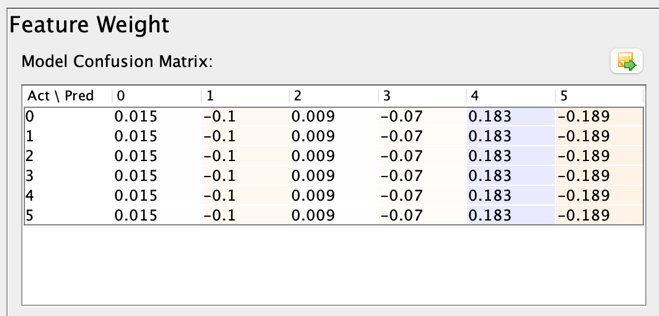 Feature Weight
Model Confusion Matrix:
Act \ Pred 0 1 2 3 4 5
0 0.015 -0.1 0.009 -0.07 0.183 -0.189
1 0.015 -0.1 0.009 -0.07 0.183 -0.189
2 0.015 -0.1 0.009 -0.07 0.183 -0.189
3 0.015 -0.1 0.009 -0.07 0.183 -0.189
4 0.015 -0.1 0.009 -0.07 0.183 -0.189
5 0.015 -0.1 0.009 -0.07 0.183 -0.189